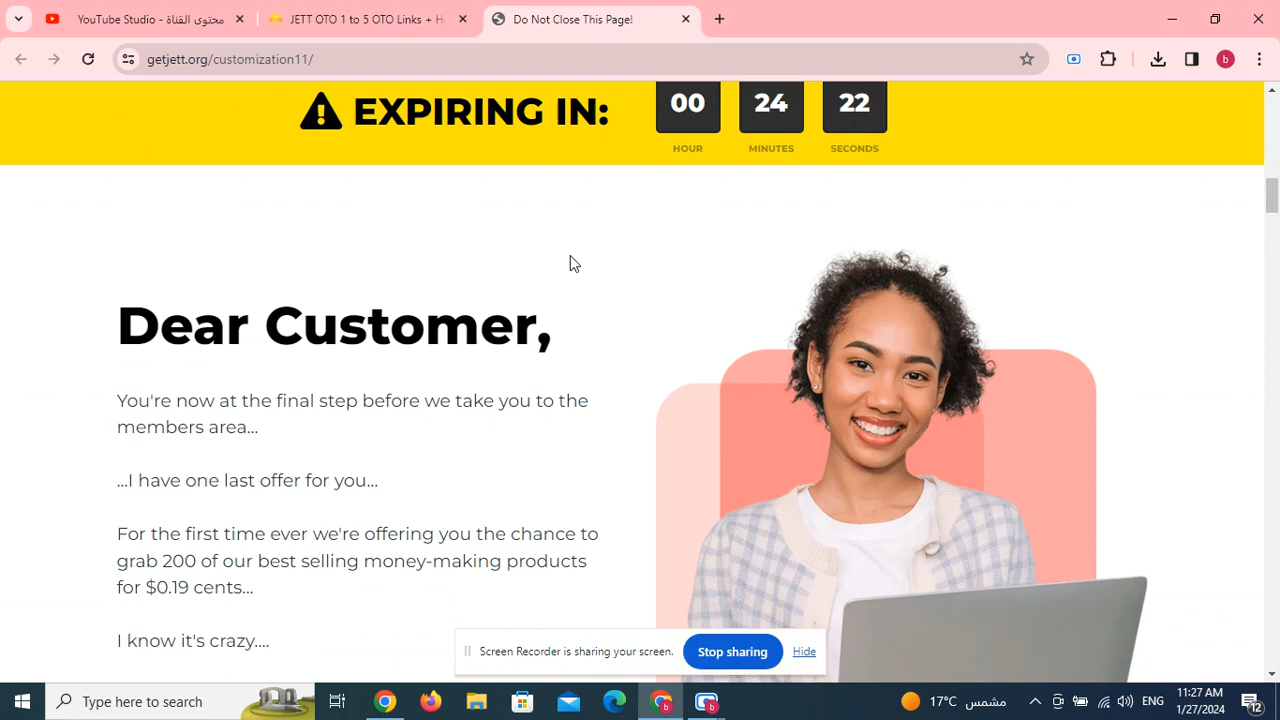 YouTube Studio - محتوى القناة
JETT OTO 1 to 5 OTO Links + H
Do Not Close This Page!
getjett.org/customization11/
b
EXPIRING IN:
00
24
22
HOUR
MINUTES
SECONDS
Dear Customer,
You're now at the final step before we take you to the
members area...
...I have one last offer for you...
For the first time ever we're offering you the chance to
grab 200 of our best selling money-making products
for $0.19 cents...
I know it's crazy....
Screen Recorder is sharing your screen.
Stop sharing
Hide
Type here to search
17°C مشمس
ENG
11:27 AM
1/27/2024
12